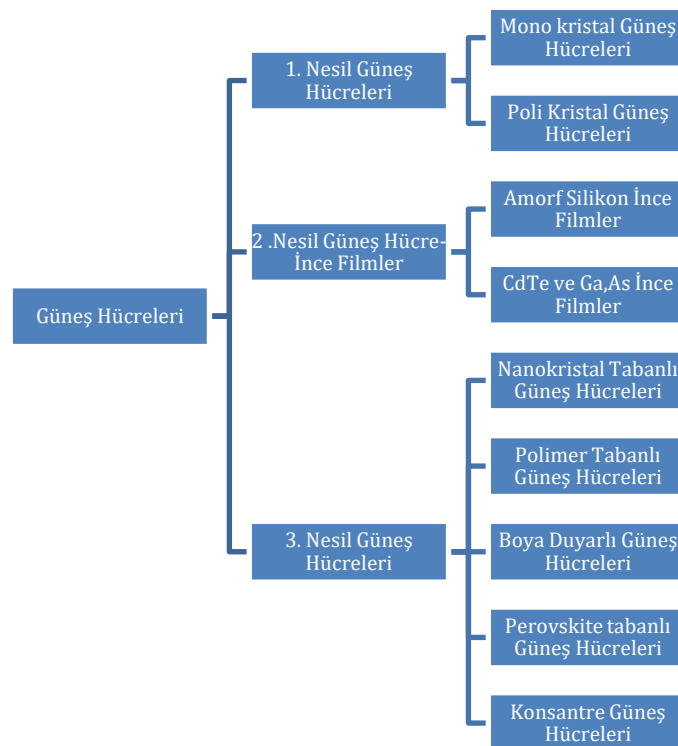 Güneş Hücreleri
1. Nesil Güneş
Hücreleri
Mono kristal Güneş
Hücreleri
Poli Kristal Güneş
Hücreleri
2 .Nesil Güneş Hücre-
İnce Filmler
Amorf Silikon İnce
Filmler
CdTe ve Ga,As İnce
Filmler
3. Nesil Güneş
Hücreleri
Nanokristal Tabanlı
Güneş Hücreleri
Polimer Tabanlı
Güneş Hücreleri
Boya Duyarlı Güneş
Hücreleri
Perovskite tabanlı
Güneş Hücreleri
Konsantre Güneş
Hücreleri